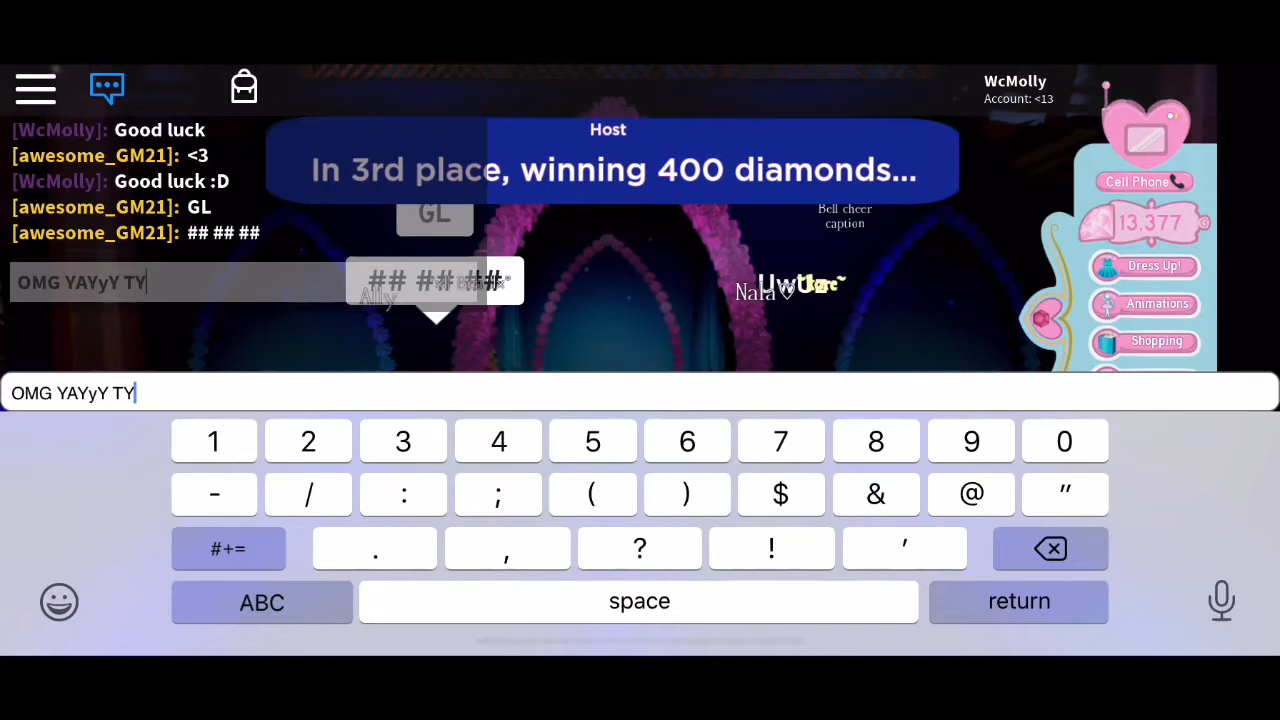 WcMolly
Account: <13
[WcMolly]: Good luck
[awesome_GM21]: <3
[WcMolly]: Good luck :D
[awesome_GM21]: GL
[awesome_GM21]: ## ## ##
Host
In 3rd place, winning 400 diamonds...
GL
## ## ##
Ally
Bell cheer
caption
Nala♡
Cell Phone
13,377
Dress Up!
Animations
Shopping
OMG YAYyY TY
OMG YAYyY TY
1 2 3 4 5 6 7 8 9 0
- / : ; ( ) $ & @ "
#+= . , ? ! '
ABC space return